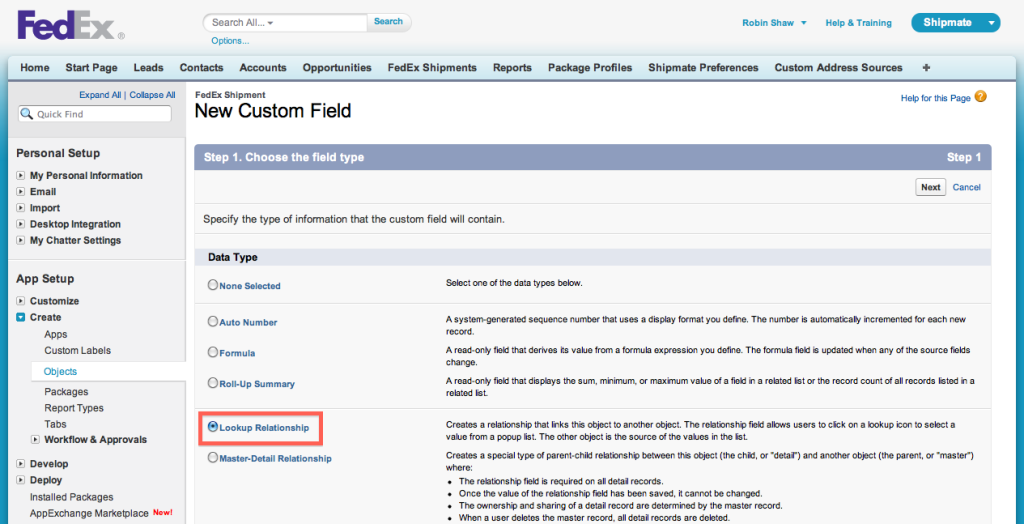 FedEx®
Search All...
Search
Options...
Robin Shaw
Help & Training
Shipmate
Home Start Page Leads Contacts Accounts Opportunities FedEx Shipments Reports Package Profiles Shipmate Preferences Custom Address Sources +
Expand All | Collapse All
Quick Find
Personal Setup
My Personal Information
Email
Import
Desktop Integration
My Chatter Settings
App Setup
Customize
Create
Apps
Custom Labels
Objects
Packages
Report Types
Tabs
Workflow & Approvals
Develop
Deploy
Installed Packages
AppExchange Marketplace New!
FedEx Shipment
New Custom Field
Help for this Page ?
Step 1. Choose the field type
Step 1
Next
Cancel
Specify the type of information that the custom field will contain.
Data Type
None Selected
Select one of the data types below.
Auto Number
A system-generated sequence number that uses a display format you define. The number is automatically incremented for each new
record.
Formula
A read-only field that derives its value from a formula expression you define. The formula field is updated when any of the source fields
change.
Roll-Up Summary
A read-only field that displays the sum, minimum, or maximum value of a field in a related list or the record count of all records listed in a
related list.
Lookup Relationship
Creates a relationship that links this object to another object. The relationship field allows users to click on a lookup icon to select a
value from a popup list. The other object is the source of the values in the list.
Master-Detail Relationship
Creates a special type of parent-child relationship between this object (the child, or "detail") and another object (the parent, or "master")
where:
• The relationship field is required on all detail records.
• Once the value of the relationship field has been saved, it cannot be changed.
• The ownership and sharing of a detail record are determined by the master record.
• When a user deletes the master record, all detail records are deleted.